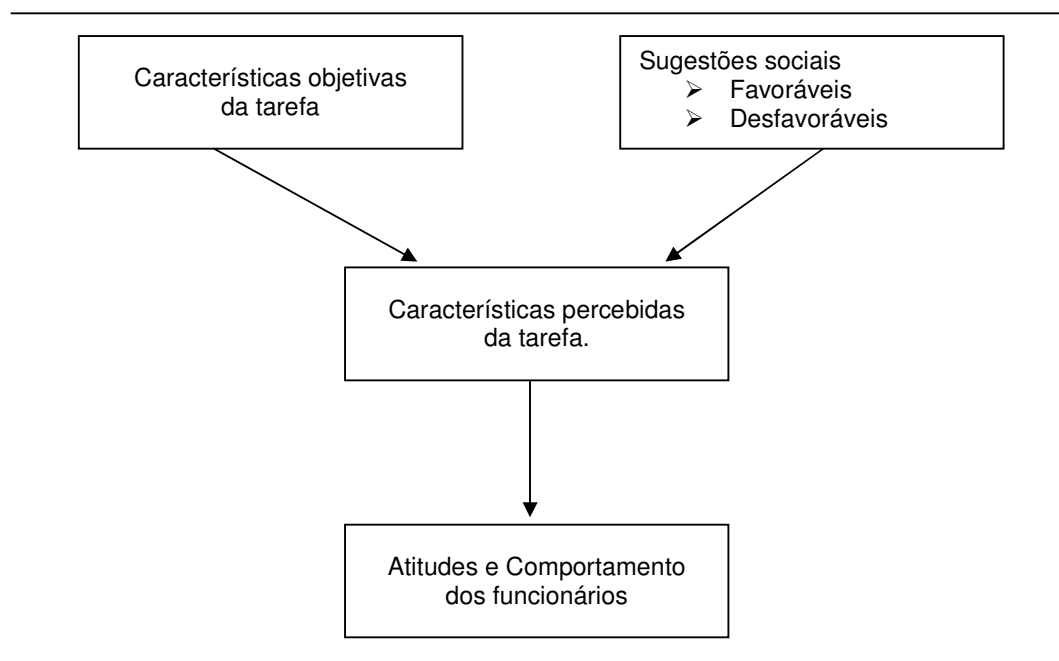 Características objetivas
da tarefa
Sugestões sociais
➢ Favoráveis
➢ Desfavoráveis
Características percebidas
da tarefa.
Atitudes e Comportamento
dos funcionários